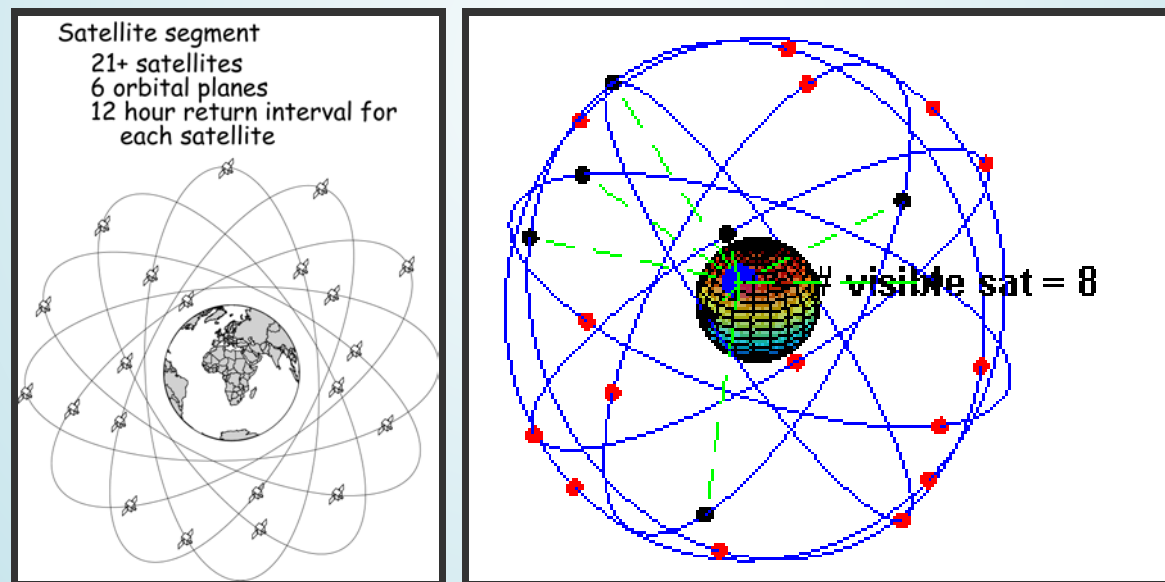 Satellite segment
21+ satellites
6 orbital planes
12 hour return interval for
each satellite
# visible sat = 8